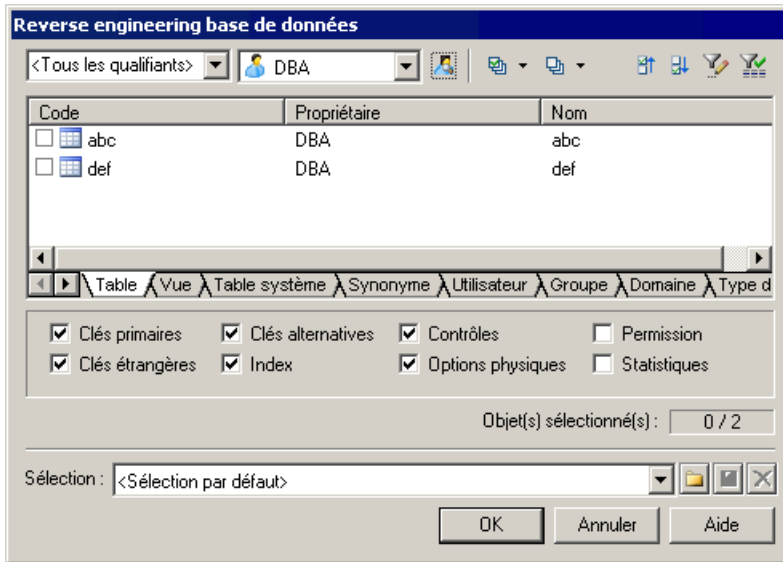 Reverse engineering base de données
<Tous les qualifiants> DBA
Code Propriétaire Nom
abc DBA abc
def DBA def
Table Vue Table système Synonyme Utilisateur Groupe Domaine Type d
Clés primaires Clés alternatives Contrôles Permission
Clés étrangères Index Options physiques Statistiques
Objet(s) sélectionné(s) : 0 / 2
Sélection : <Sélection par défaut>
OK Annuler Aide